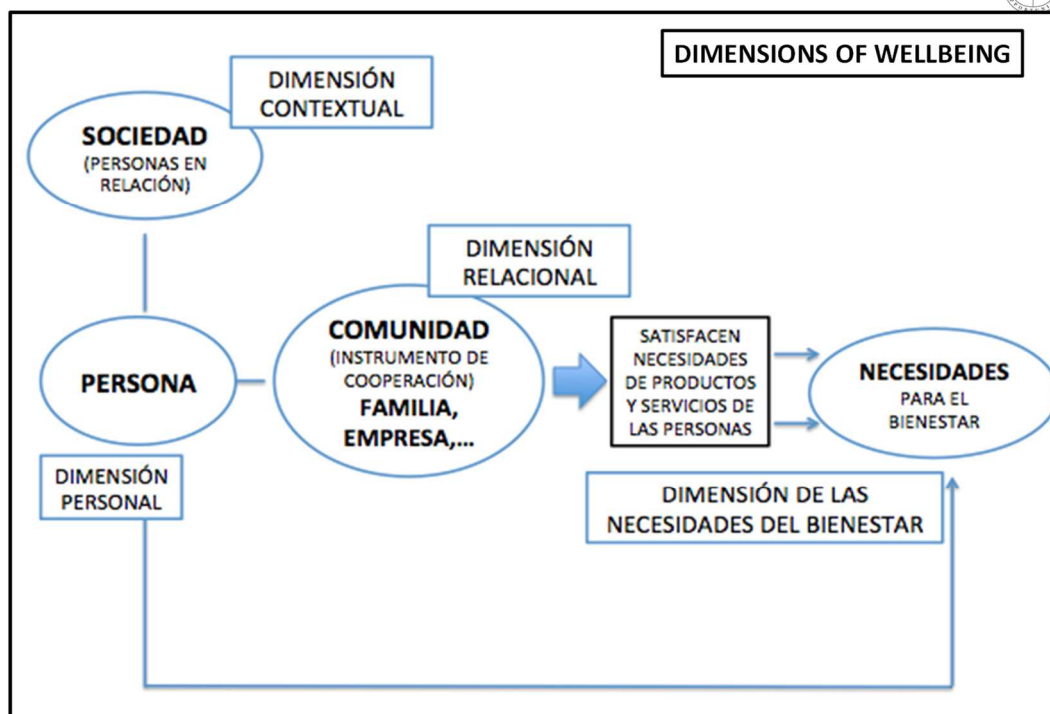 DIMENSIONS OF WELLBEING
DIMENSIÓN
CONTEXTUAL
SOCIEDAD
(PERSONAS EN
RELACIÓN)
DIMENSIÓN
RELACIONAL
COMUNIDAD
(INSTRUMENTO DE
COOPERACIÓN)
FAMILIA,
EMPRESA,...
PERSONA
SATISFACEN
NECESIDADES
DE PRODUCTOS
Y SERVICIOS DE
LAS PERSONAS
NECESIDADES
PARA EL
BIENESTAR
DIMENSIÓN
PERSONAL
DIMENSIÓN DE LAS
NECESIDADES DEL BIENESTAR